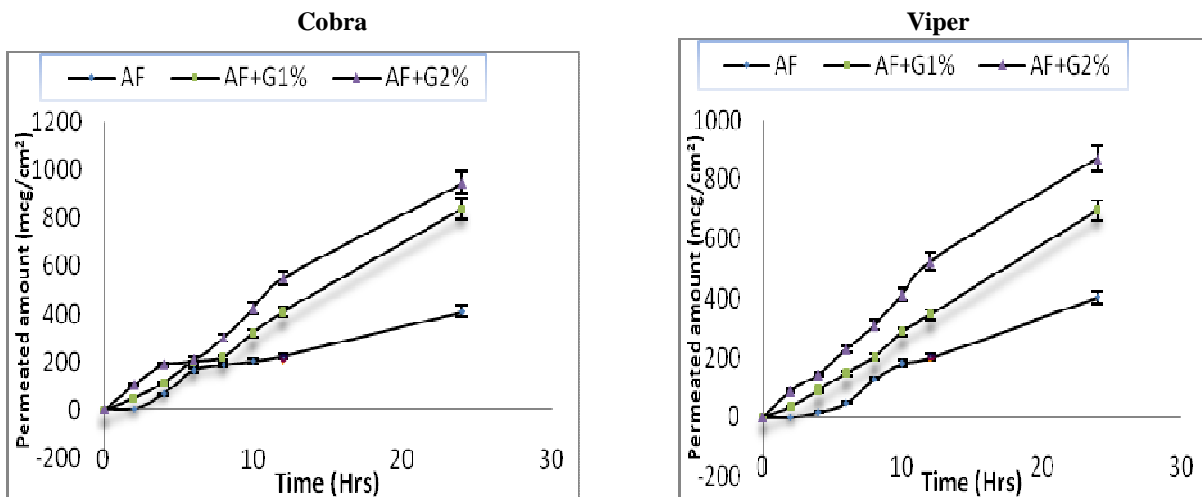 Cobra
AF AF+G1% AF+G2%
Permeated amount (mcg/cm²)
1200
1000
800
600
400
200
0
-200
0 10 20 30
Time (Hrs)
Viper
AF AF+G1% AF+G2%
Permeated amount (mcg/cm²)
1000
800
600
400
200
0
-200
0 10 20 30
Time (Hrs)